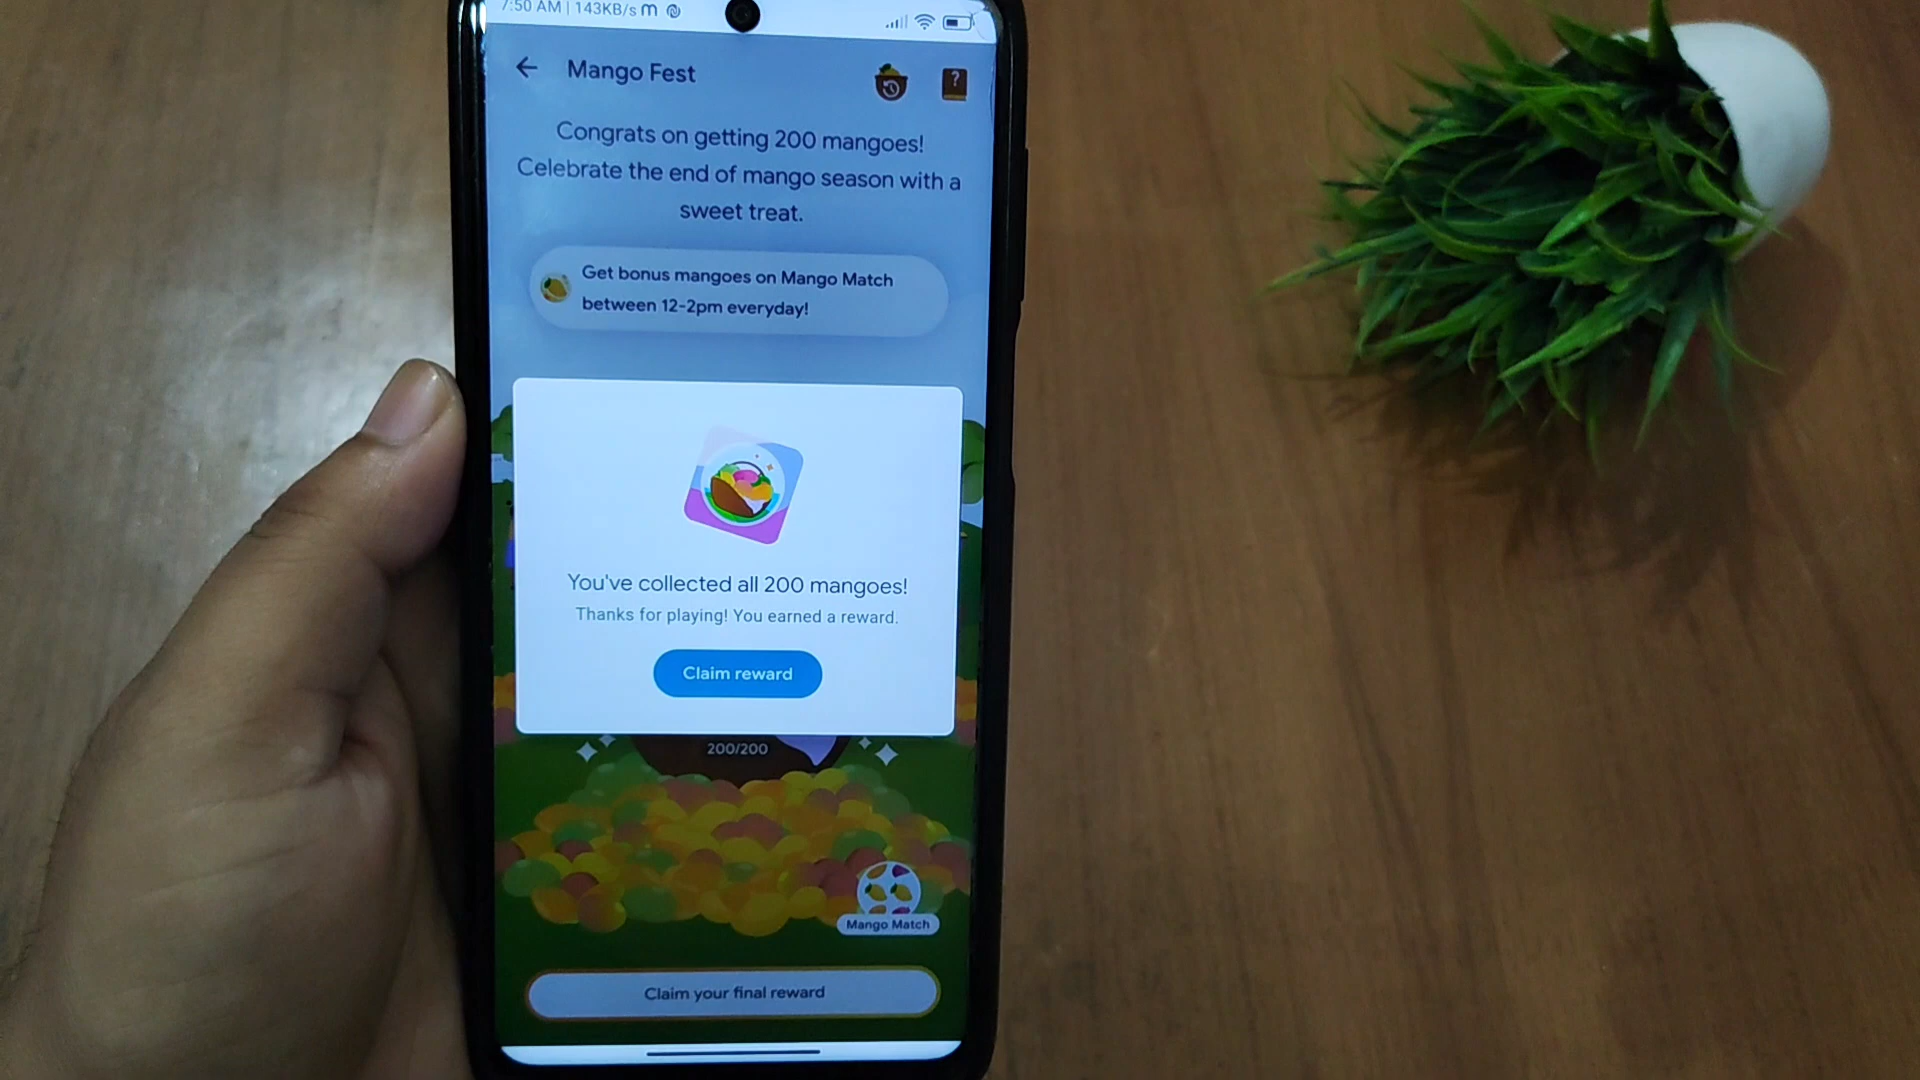 7:50 AM | 143KB/s m
Mango Fest
?
Congrats on getting 200 mangoes!
Celebrate the end of mango season with a
sweet treat.
Get bonus mangoes on Mango Match
between 12-2pm everyday!
You've collected all 200 mangoes!
Thanks for playing! You earned a reward.
Claim reward
200/200
Mango Match
Claim your final reward